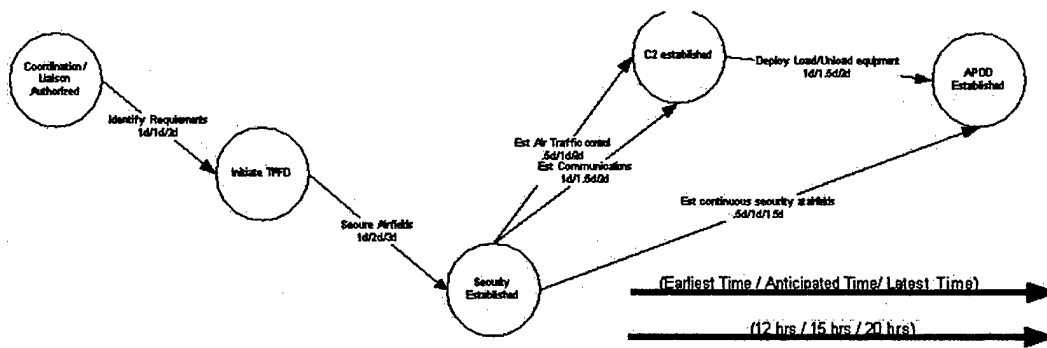 Coordination /
Liaison
Authorized
Identify Requirements
1d/1d/2d
Initiate TPFD
Secure Airfields
1d/2d/3d
Security
Established
Est Air Traffic control
.5d/1d/2d
Est Communications
1d/1.5d/2d
C2 established
Deploy Load/Unload equipment
1d/1.5d/2d
APOD
Established
Est continuous security at airfields
.5d/1d/1.5d
(Earliest Time / Anticipated Time/ Latest Time)
(12 hrs / 15 hrs / 20 hrs)